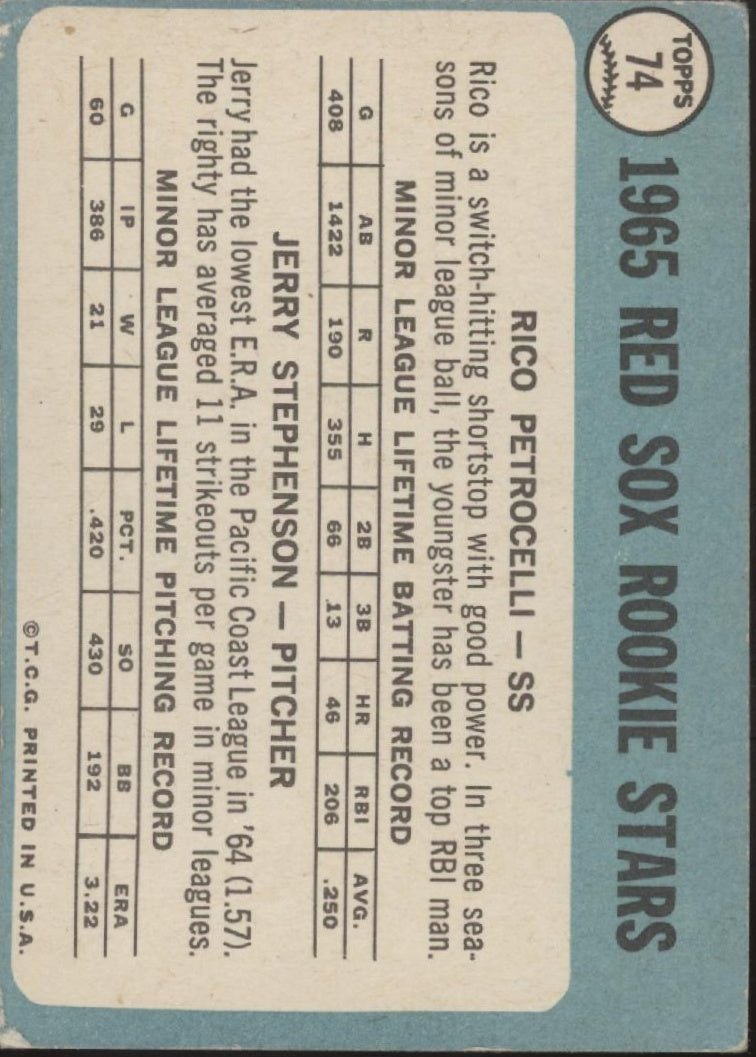 TOPPS
74
1965 RED SOX ROOKIE STARS
RICO PETROCELLI — SS
Rico is a switch-hitting shortstop with good power. In three sea-
sons of minor league ball, the youngster has been a top RBI man.
MINOR LEAGUE LIFETIME BATTING RECORD
G AB R H 2B 3B HR RBI AVG.
408 1422 190 355 66 13 46 206 .250
JERRY STEPHENSON — PITCHER
Jerry had the lowest E.R.A. in the Pacific Coast League in '64 (1.57).
The righty has averaged 11 strikeouts per game in minor leagues.
MINOR LEAGUE LIFETIME PITCHING RECORD
G IP W L PCT. SO BB ERA
60 386 21 29 .420 430 192 3.22
©T.C.G. PRINTED IN U.S.A.